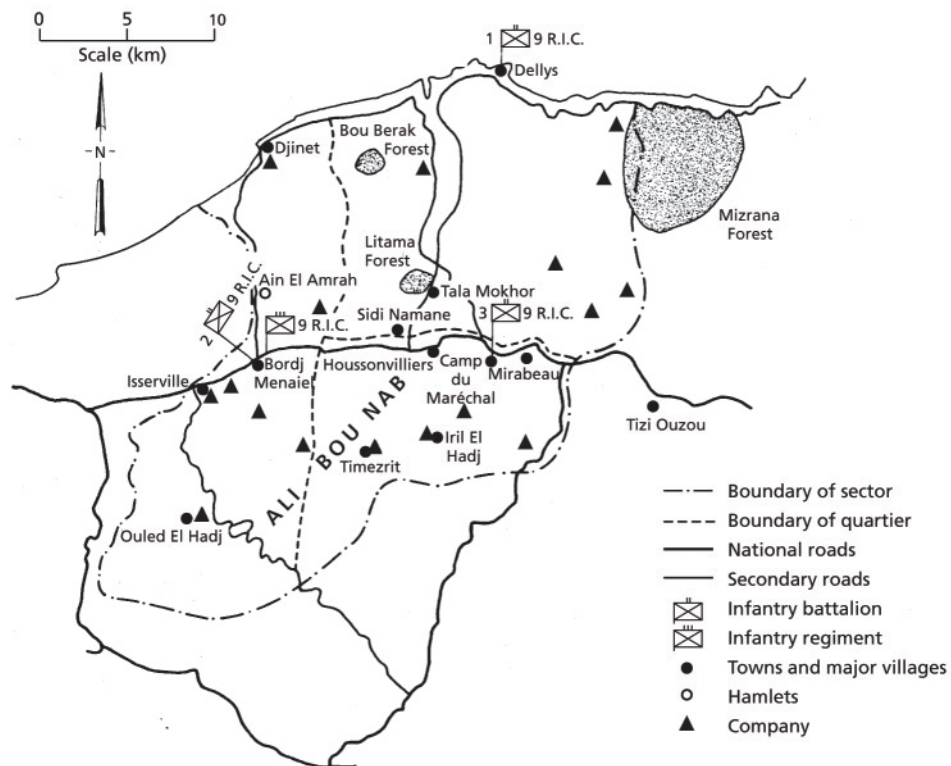 0 5 10
Scale (km)
N
1 9 R.I.C.
Dellys
Djinet
Bou Berak
Forest
Mizrana
Forest
Litama
Forest
Ain El Amrah
Tala Mokhor
2 9 R.I.C.
9 R.I.C.
Sidi Namane
3 9 R.I.C.
Bordj
Menaiel
Houssonvilliers
Camp
du
Maréchal
Mirabeau
Isserville
Tizi Ouzou
ALI BOU NAB
Iril El
Hadj
Timezrit
Ouled El Hadj
Boundary of sector
Boundary of quartier
National roads
Secondary roads
Infantry battalion
Infantry regiment
Towns and major villages
Hamlets
Company